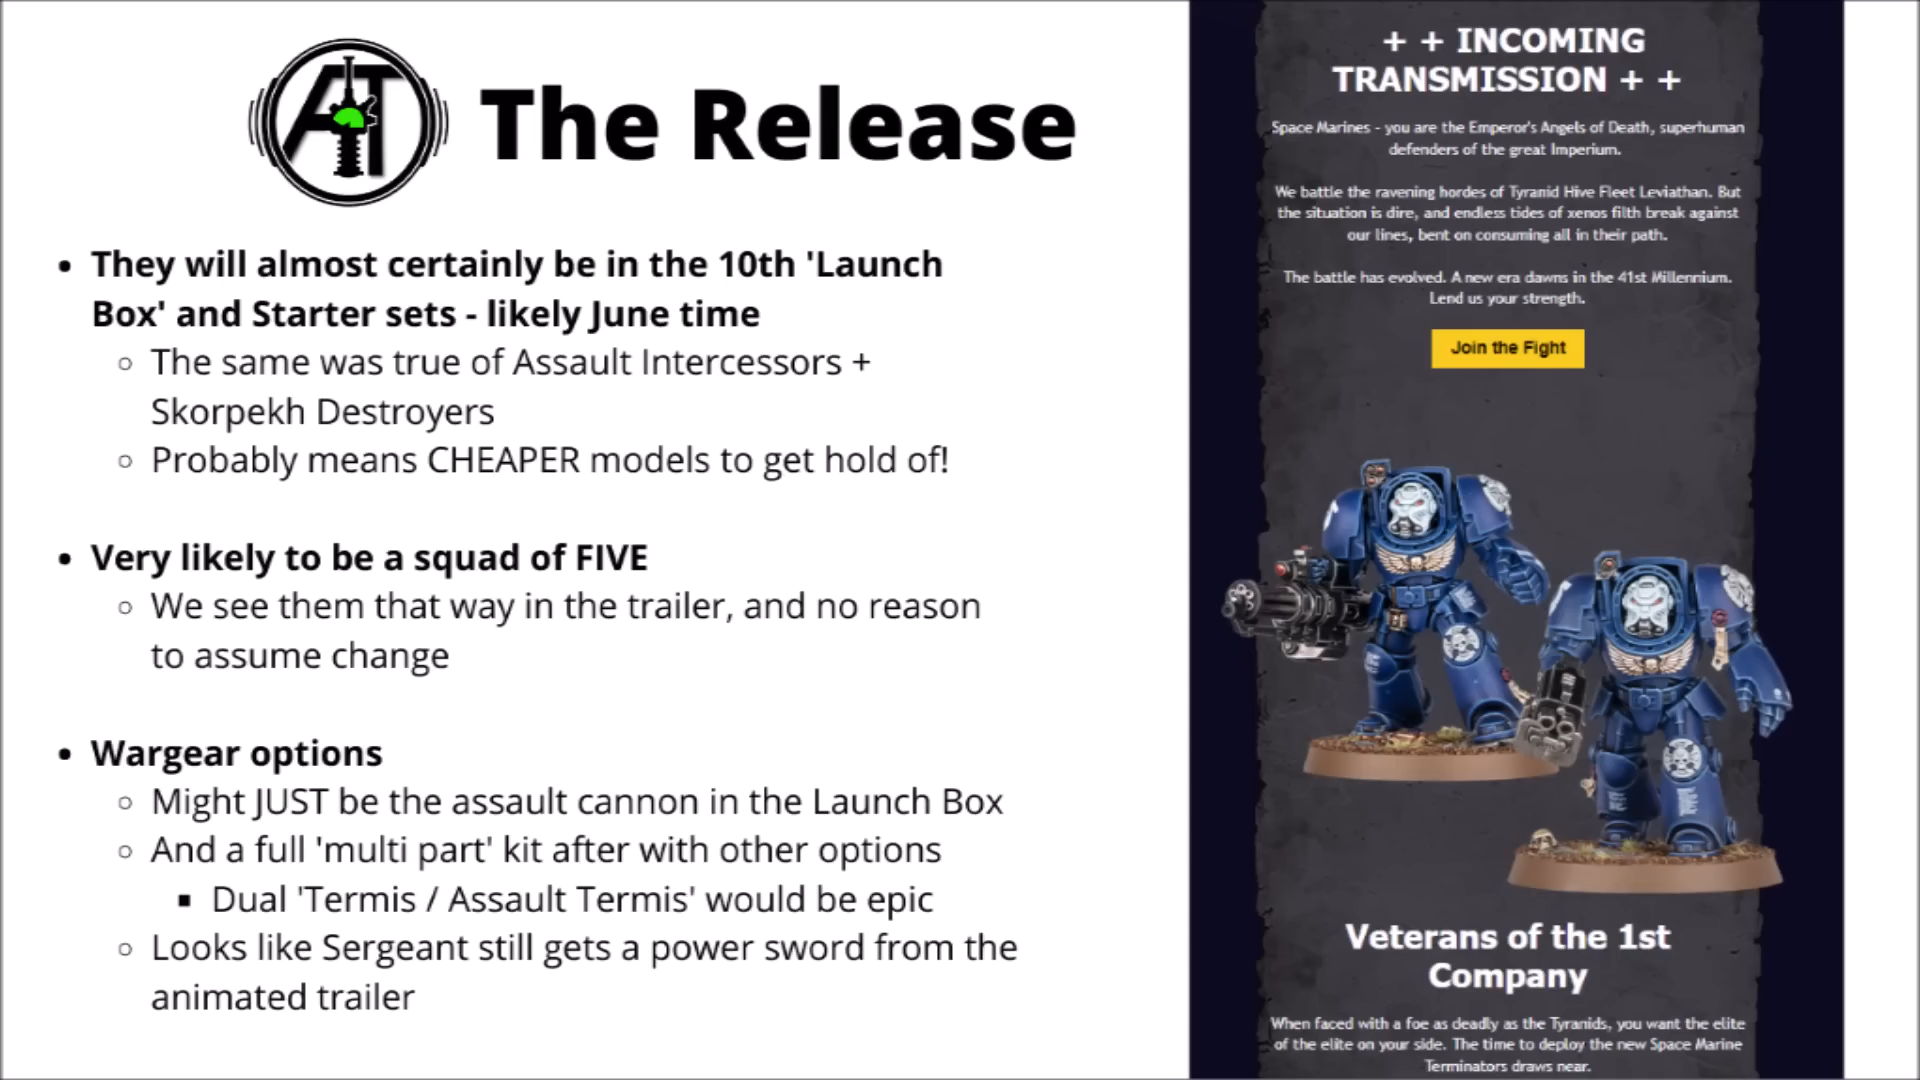 AT
The Release
• They will almost certainly be in the 10th 'Launch
Box' and Starter sets - likely June time
○ The same was true of Assault Intercessors +
Skorpekh Destroyers
○ Probably means CHEAPER models to get hold of!
• Very likely to be a squad of FIVE
○ We see them that way in the trailer, and no reason
to assume change
• Wargear options
○ Might JUST be the assault cannon in the Launch Box
○ And a full 'multi part' kit after with other options
▪ Dual 'Termis / Assault Termis' would be epic
○ Looks like Sergeant still gets a power sword from the
animated trailer
+ + INCOMING
TRANSMISSION + +
Space Marines - you are the Emperor's Angels of Death, superhuman
defenders of the great Imperium.
We battle the ravening hordes of Tyranid Hive Fleet Leviathan. But
the situation is dire, and endless tides of xenos filth break against
our lines, bent on consuming all in their path.
The battle has evolved. A new era dawns in the 41st Millennium.
Lend us your strength.
Join the Fight
Veterans of the 1st
Company
When faced with a foe as deadly as the Tyranids, you want the elite
of the elite on your side. The time to deploy the new Space Marine
Terminators draws near.